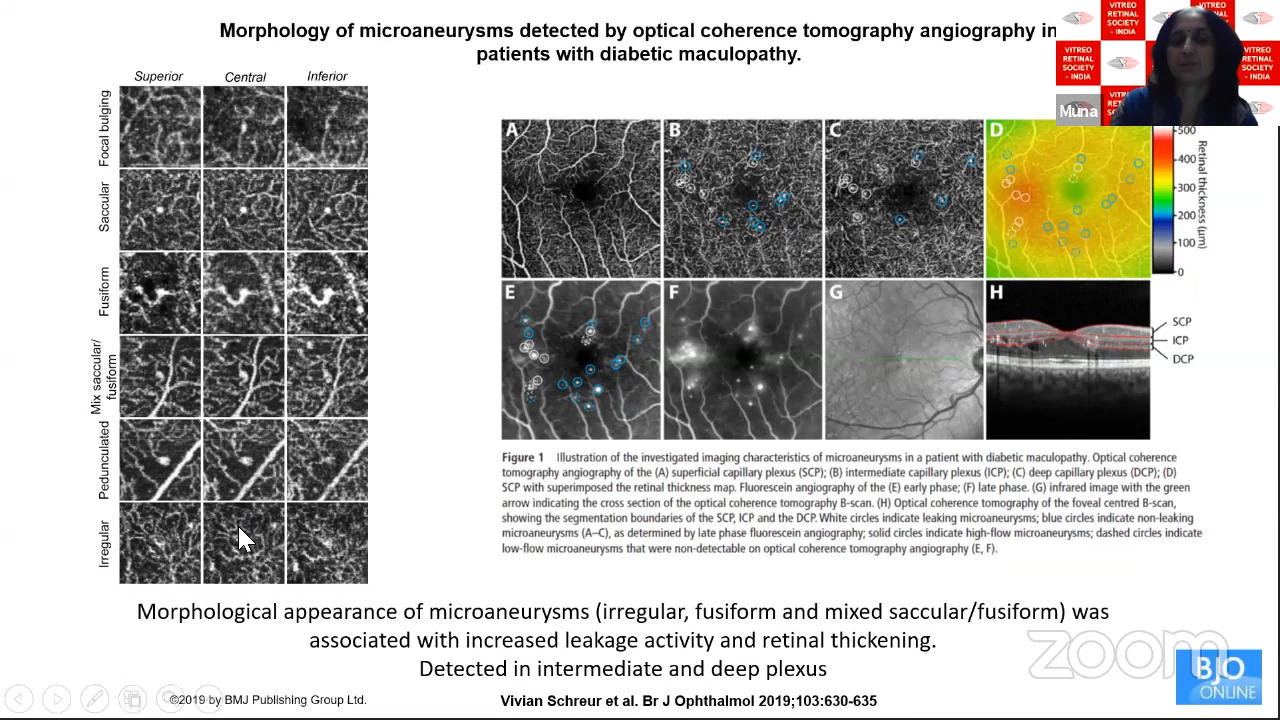 Morphology of microaneurysms detected by optical coherence tomography angiography in
patients with diabetic maculopathy.
VITREO
RETINAL
SOCIETY
- INDIA
VITREO
RETINAL
SOCIETY
- INDIA
VITREO
RETINAL
SOCIETY
- INDIA
Muna
Superior Central Inferior
Focal bulging
Saccular
Fusiform
Mix saccular/
fusiform
Pedunculated
Irregular
A B C D
E F G H
500
400
300
200
100
0
Retinal thickness (µm)
SCP
ICP
DCP
Figure 1 Illustration of the investigated imaging characteristics of microaneurysms in a patient with diabetic maculopathy. Optical coherence
tomography angiography of the (A) superficial capillary plexus (SCP); (B) intermediate capillary plexus (ICP); (C) deep capillary plexus (DCP); (D)
SCP with superimposed the retinal thickness map. Fluorescein angiography of the (E) early phase; (F) late phase. (G) infrared image with the green
arrow indicating the cross section of the optical coherence tomography B-scan. (H) Optical coherence tomography of the foveal centred B-scan,
showing the segmentation boundaries of the SCP, ICP and the DCP. White circles indicate leaking microaneurysms; blue circles indicate non-leaking
microaneurysms (A–C), as determined by late phase fluorescein angiography; solid circles indicate high-flow microaneurysms; dashed circles indicate
low-flow microaneurysms that were non-detectable on optical coherence tomography angiography (E, F).
Morphological appearance of microaneurysms (irregular, fusiform and mixed saccular/fusiform) was
associated with increased leakage activity and retinal thickening.
Detected in intermediate and deep plexus
zoom
BJO
ONLINE
©2019 by BMJ Publishing Group Ltd.
Vivian Schreur et al. Br J Ophthalmol 2019;103:630-635